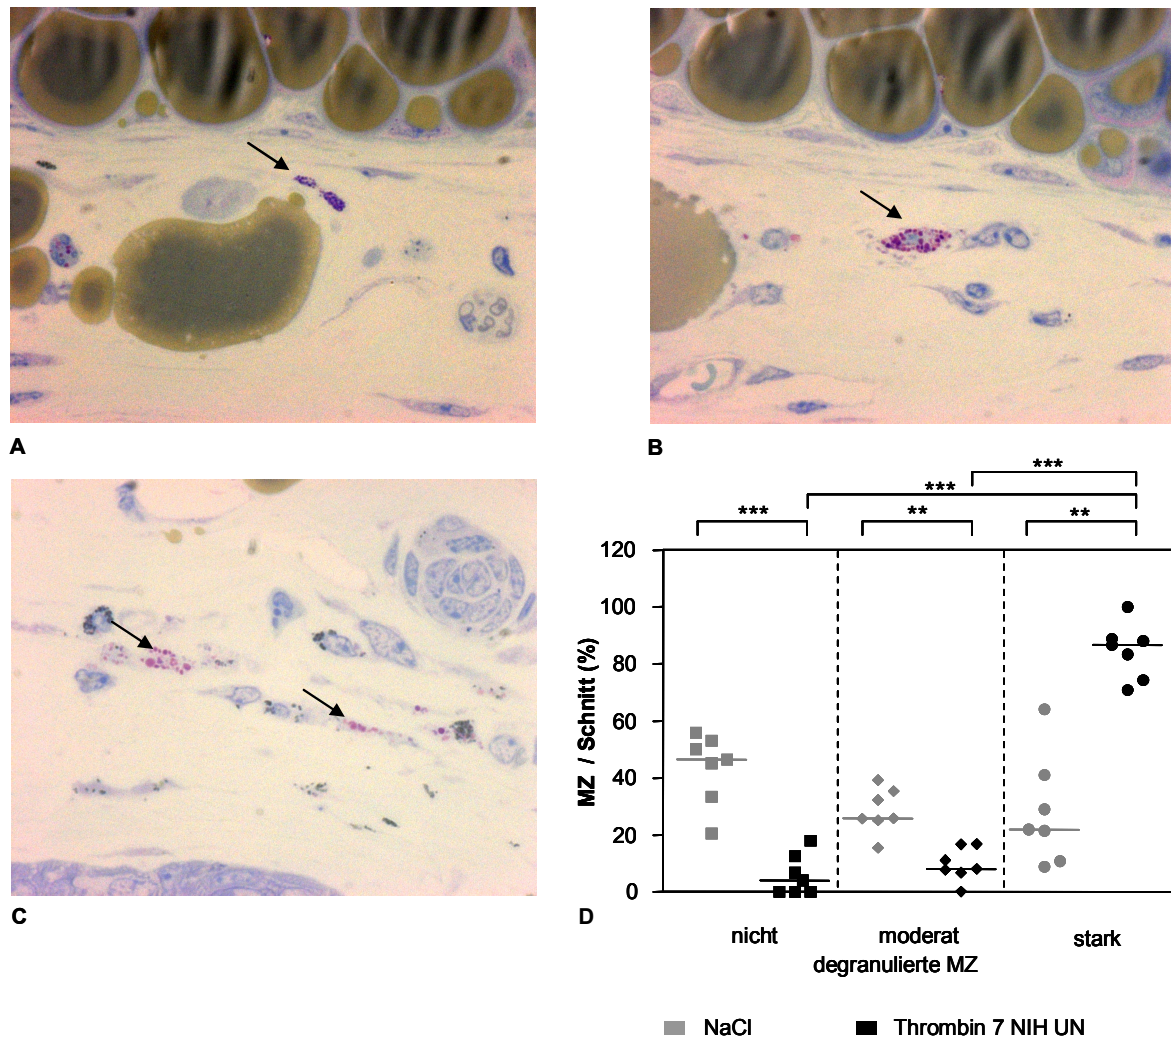 A
B
***
***
***
**
**
120
100
80
60
40
20
0
MZ / Schnitt (%)
C
D
nicht
moderat
stark
degranulierte MZ
NaCl
Thrombin 7 NIH UN